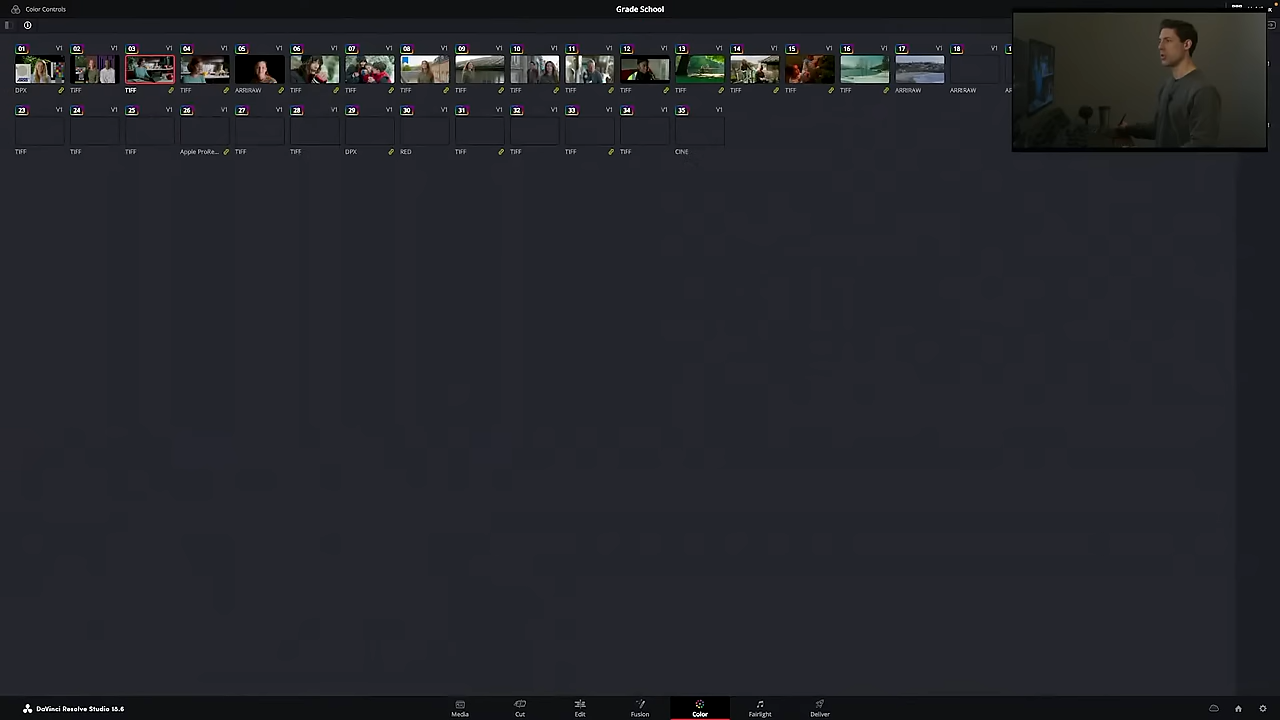 Color Controls
Grade School
01 V1 02 V1 03 V1 04 V1 05 V1 06 V1 07 V1 08 V1 09 V1 10 V1 11 V1 12 V1 13 V1 14 V1 15 V1 16 V1 17 V1 18 V1
DPX TIFF TIFF TIFF ARRIRAW TIFF TIFF TIFF TIFF TIFF TIFF TIFF TIFF TIFF TIFF TIFF ARRIRAW ARRIRAW
23 V1 24 V1 25 V1 26 V1 27 V1 28 V1 29 V1 30 V1 31 V1 32 V1 33 V1 34 V1 35 V1
TIFF TIFF TIFF Apple ProRe... TIFF TIFF DPX RED TIFF TIFF TIFF TIFF CINE
DaVinci Resolve Studio 18.6
Media Cut Edit Fusion Color Fairlight Deliver